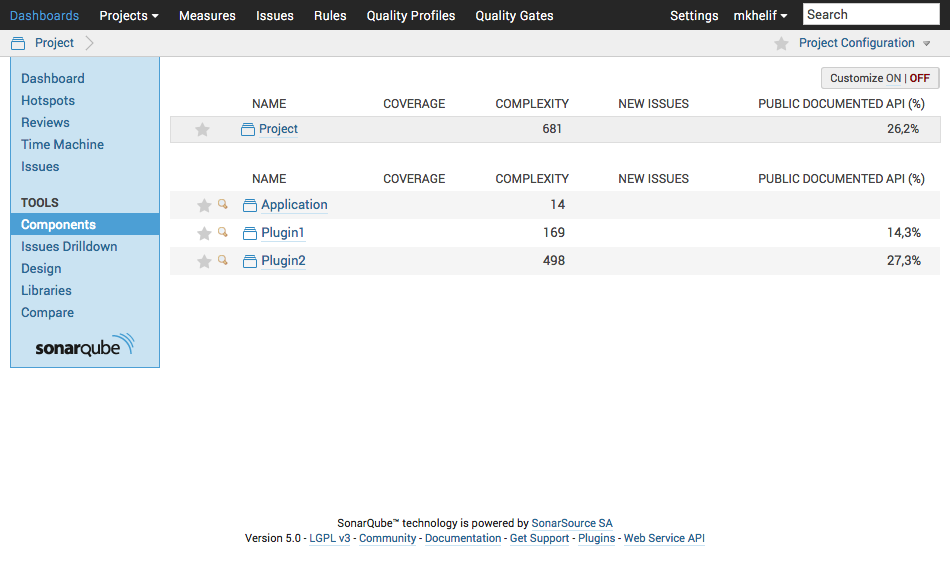 Dashboards Projects Measures Issues Rules Quality Profiles Quality Gates Settings mkhelif Search
Project Project Configuration
Dashboard
Hotspots
Reviews
Time Machine
Issues
TOOLS
Components
Issues Drilldown
Design
Libraries
Compare
sonarqube
Customize ON | OFF
NAME COVERAGE COMPLEXITY NEW ISSUES PUBLIC DOCUMENTED API (%)
Project 681 26,2%
NAME COVERAGE COMPLEXITY NEW ISSUES PUBLIC DOCUMENTED API (%)
Application 14
Plugin1 169 14,3%
Plugin2 498 27,3%
SonarQube™ technology is powered by SonarSource SA
Version 5.0 - LGPL v3 - Community - Documentation - Get Support - Plugins - Web Service API